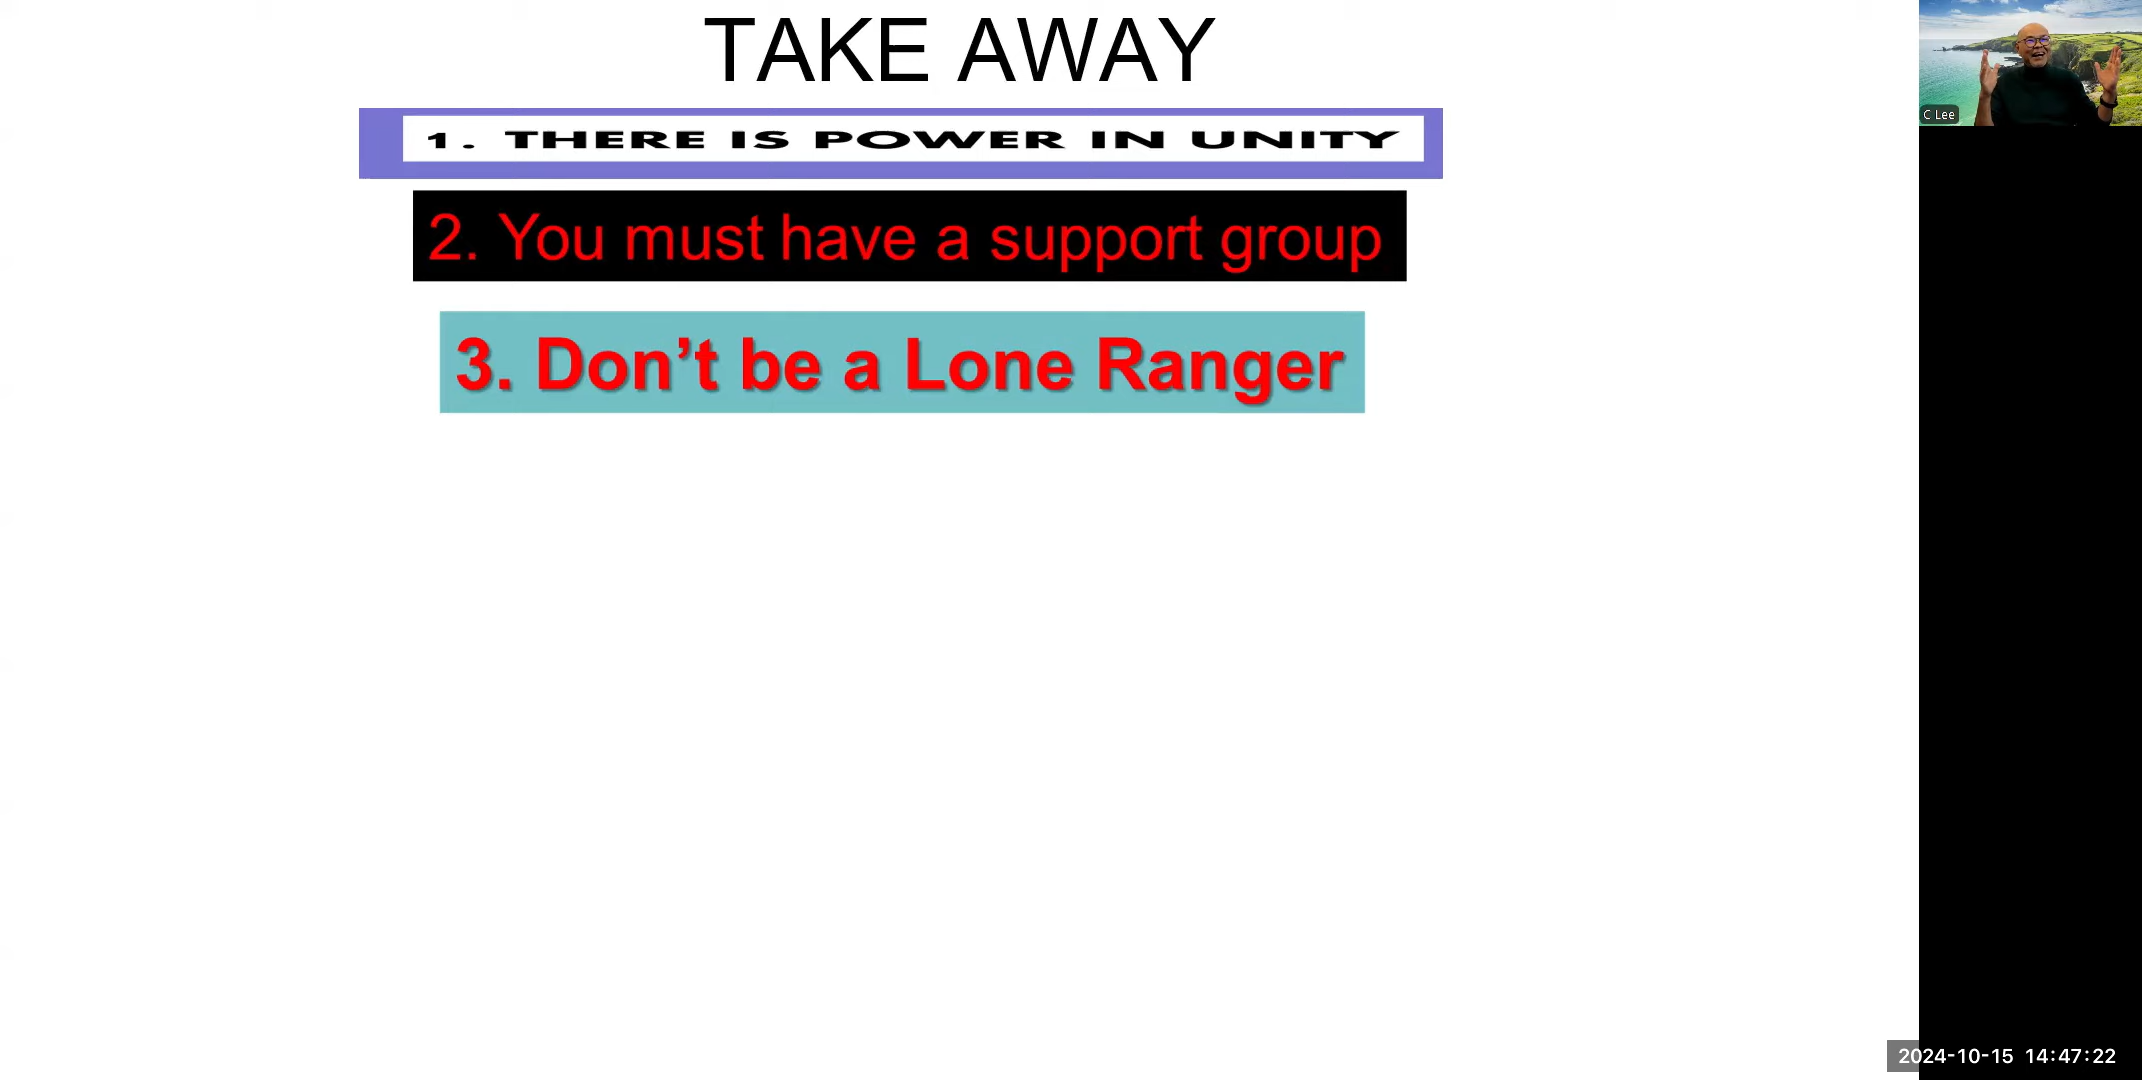 TAKE AWAY
1. THERE IS POWER IN UNITY
2. You must have a support group
3. Don’t be a Lone Ranger
C Lee
2024-10-15 14:47:22